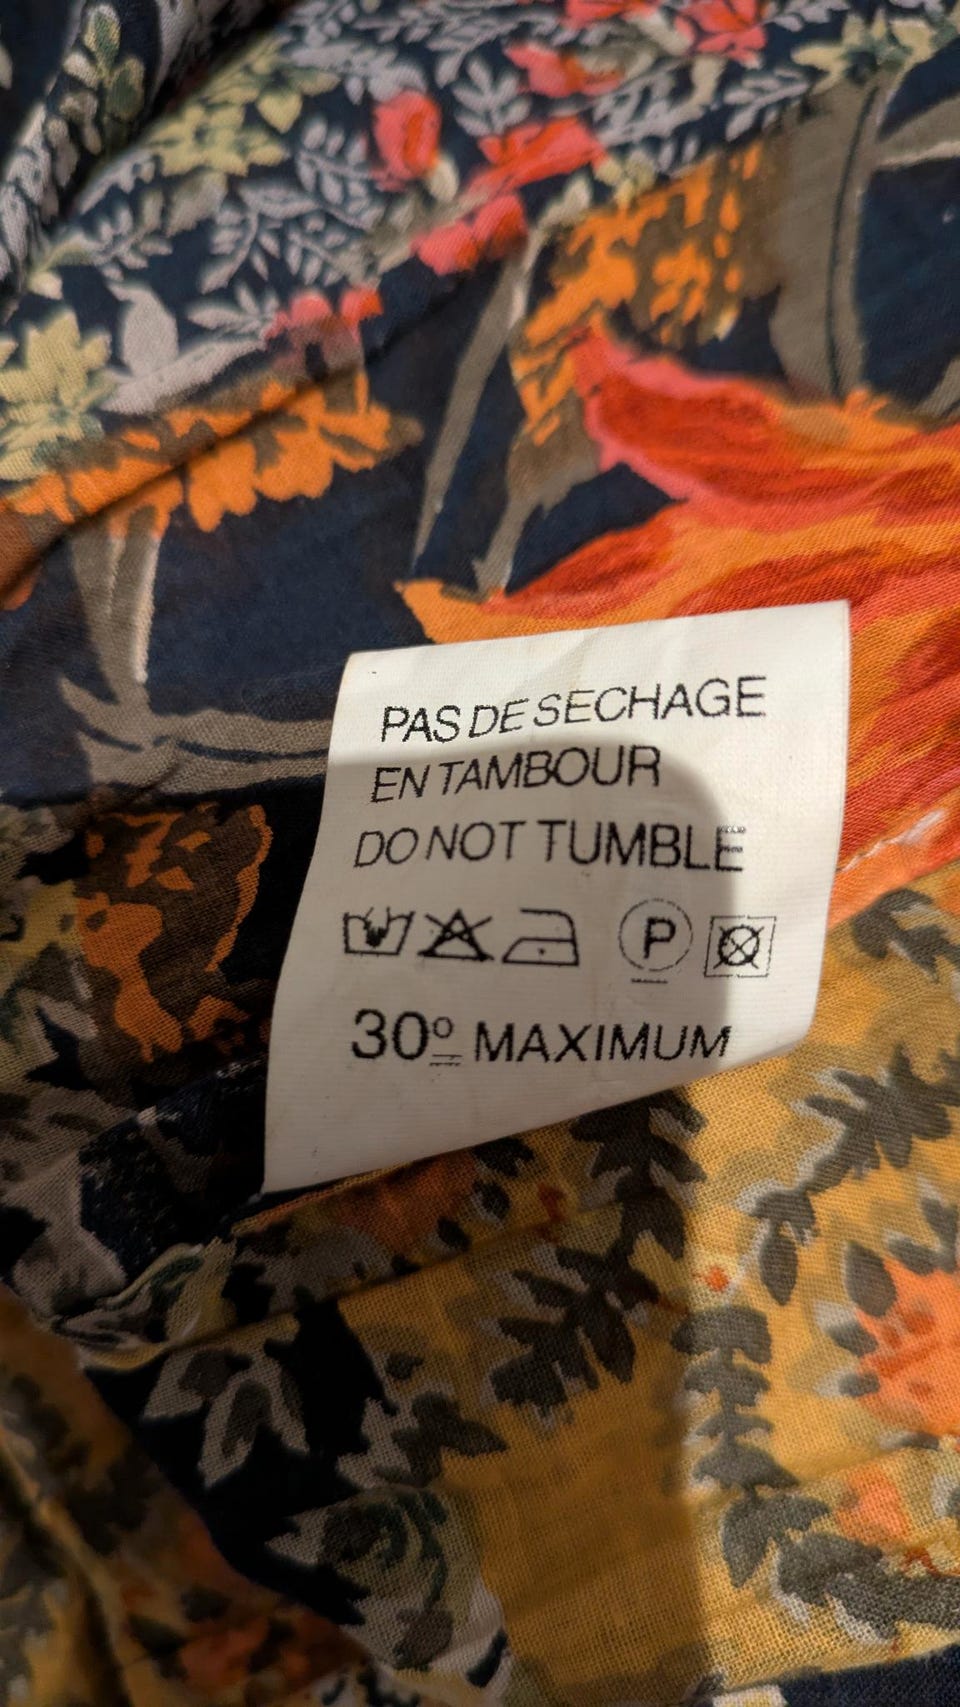 PAS DE SECHAGE
EN TAMBOUR
DO NOT TUMBLE
P
30º MAXIMUM